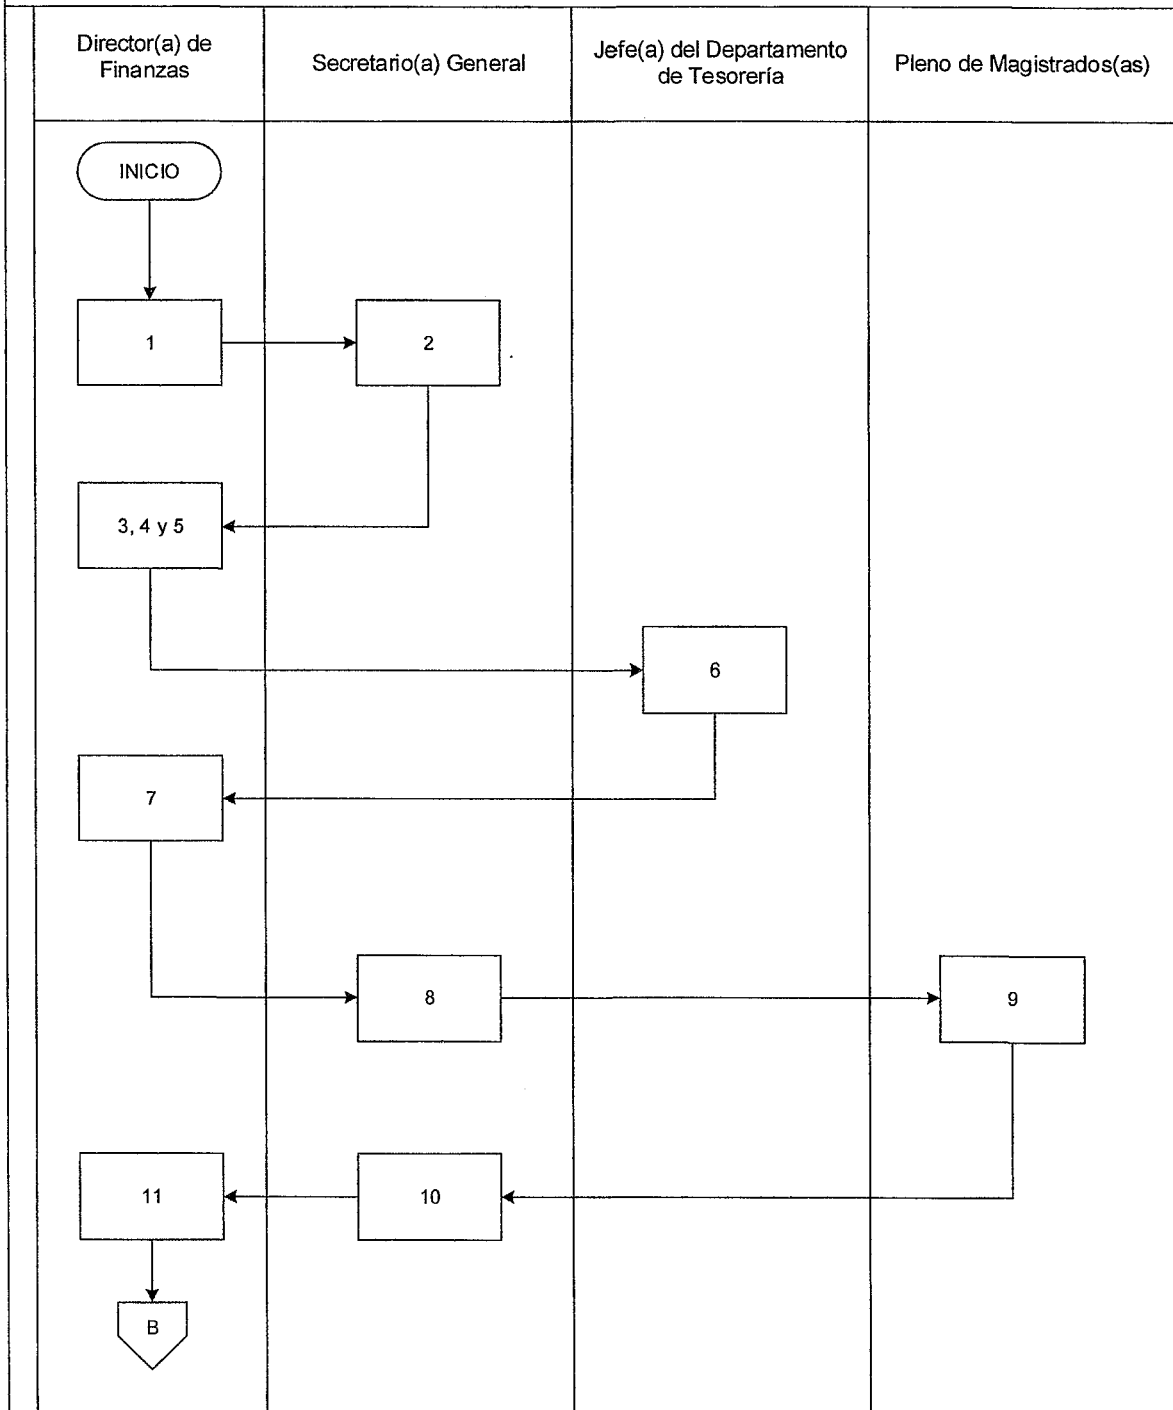 Director(a) de
Finanzas
Secretario(a) General
Jefe(a) del Departamento
de Tesorería
Pleno de Magistrados(as)
INICIO
1
2
3, 4 y 5
6
7
8
9
11
10
B